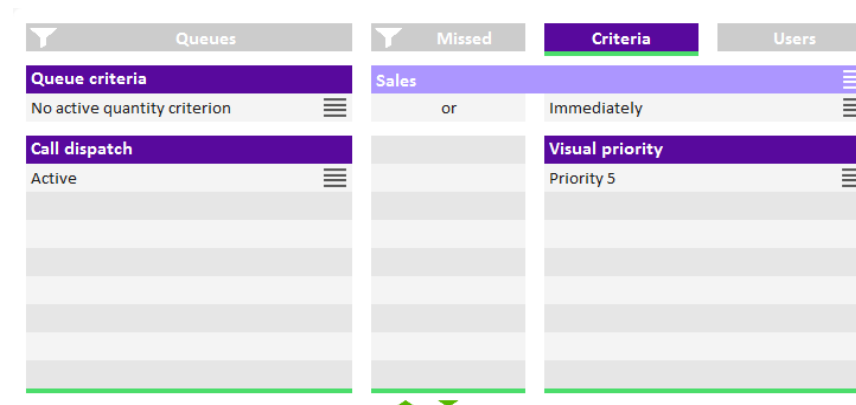 Queues Missed Criteria Users
Queue criteria Sales
No active quantity criterion or Immediately
Call dispatch Visual priority
Active Priority 5